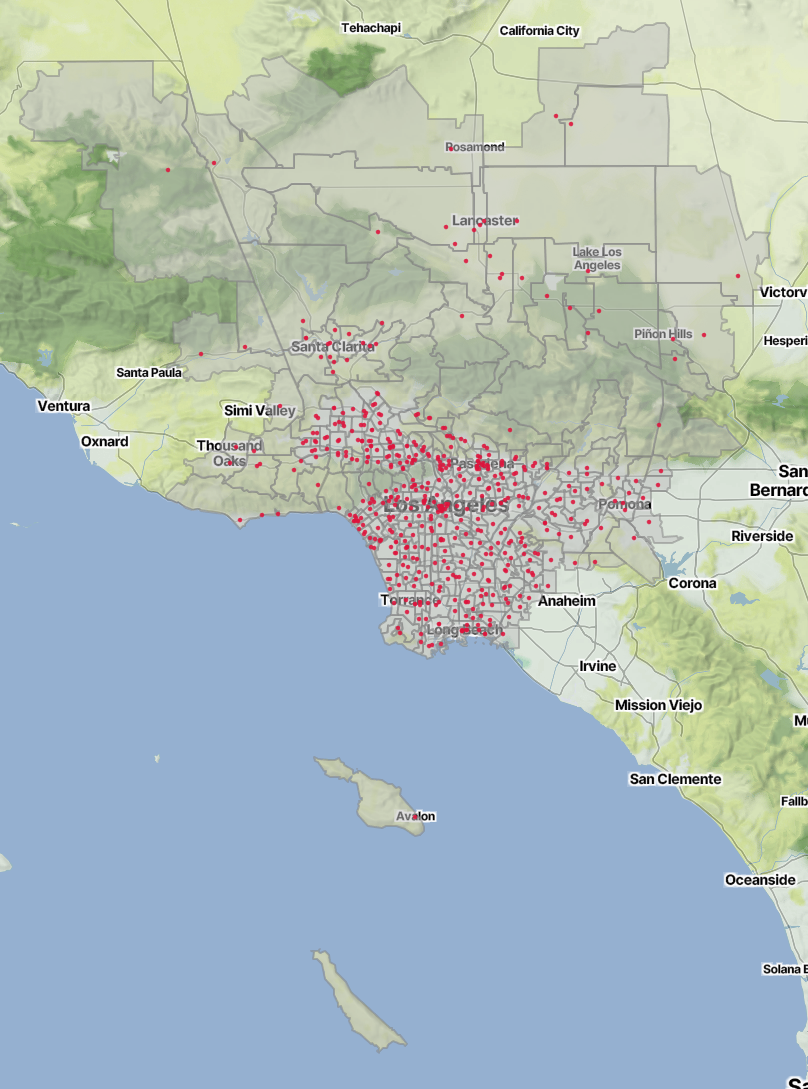 Tehachapi
California City
Rosamond
Lancaster
Lake Los
Angeles
Victorv
Piñon Hills
Hesperi
Santa Clarita
Santa Paula
Ventura
Simi Valley
Oxnard
Thousand
Oaks
Pasadena
San
Bernard
Los Angeles
Pomona
Riverside
Corona
Torrance
Anaheim
Long Beach
Irvine
Mission Viejo
Mu
San Clemente
Avalon
Fallb
Oceanside
Solana B
Sa